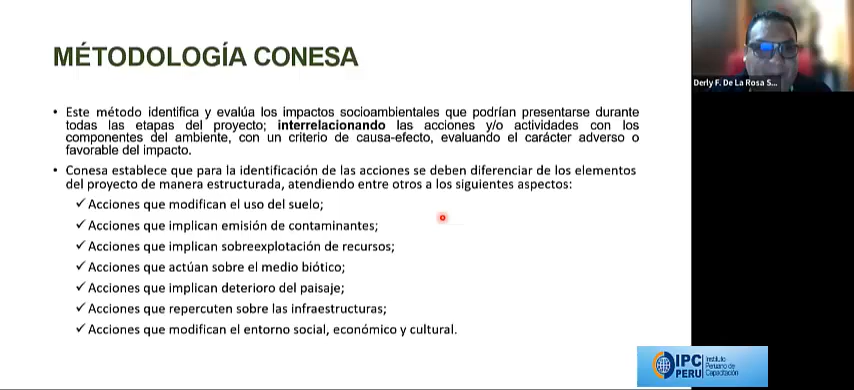 MÉTODOLOGÍA CONESA
Derly F. De La Rosa S...
• Este método identifica y evalúa los impactos socioambientales que podrían presentarse durante
todas las etapas del proyecto; interrelacionando las acciones y/o actividades con los
componentes del ambiente, con un criterio de causa-efecto, evaluando el carácter adverso o
favorable del impacto.
• Conesa establece que para la identificación de las acciones se deben diferenciar de los elementos
del proyecto de manera estructurada, atendiendo entre otros a los siguientes aspectos:
✓Acciones que modifican el uso del suelo;
✓Acciones que implican emisión de contaminantes;
✓Acciones que implican sobreexplotación de recursos;
✓Acciones que actúan sobre el medio biótico;
✓Acciones que implican deterioro del paisaje;
✓Acciones que repercuten sobre las infraestructuras;
✓Acciones que modifican el entorno social, económico y cultural.
IPC
PERU
Instituto
Peruano de
Capacitación